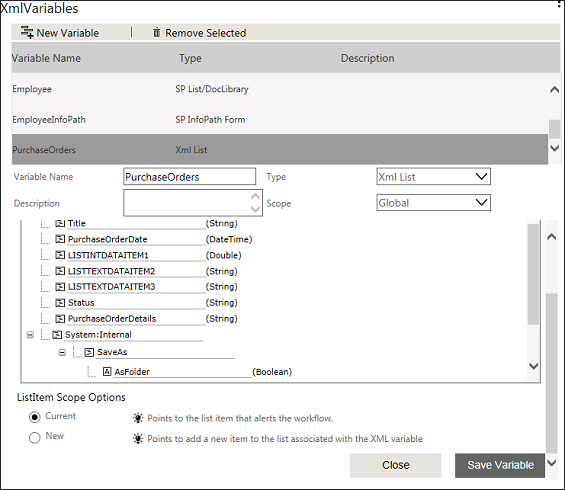 XmlVariables
New Variable | Remove Selected
Variable Name Type Description
Employee SP List/DocLibrary
EmployeeInfoPath SP InfoPath Form
PurchaseOrders Xml List
Variable Name PurchaseOrders Type Xml List
Description Scope Global
Title (String)
PurchaseOrderDate (DateTime)
LISTINTDATAITEM1 (Double)
LISTTEXTDATAITEM2 (String)
LISTTEXTDATAITEM3 (String)
Status (String)
PurchaseOrderDetails (String)
System:Internal
SaveAs
A AsFolder (Boolean)
ListItem Scope Options
Current Points to the list item that alerts the workflow.
New Points to add a new item to the list associated with the XML variable
Close Save Variable